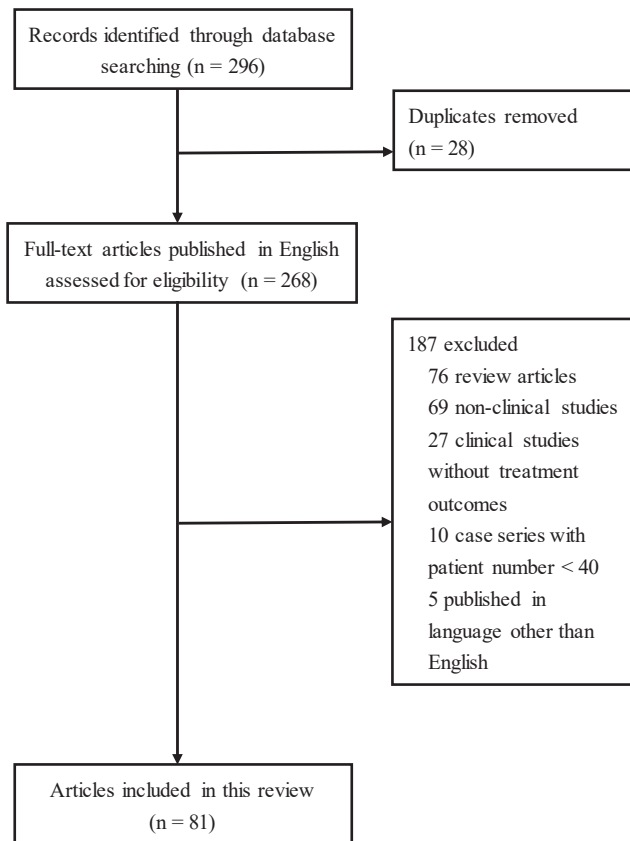 Records identified through database
searching (n = 296)
Duplicates removed
(n = 28)
Full-text articles published in English
assessed for eligibility (n = 268)
187 excluded
76 review articles
69 non-clinical studies
27 clinical studies
without treatment
outcomes
10 case series with
patient number < 40
5 published in
language other than
English
Articles included in this review
(n = 81)